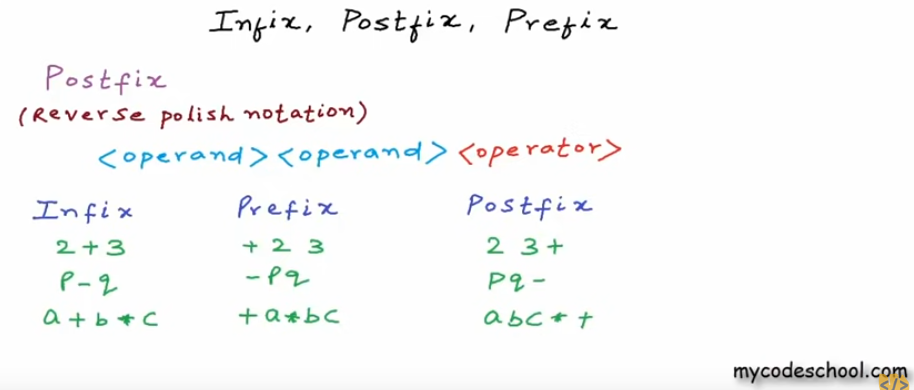 Infix, Postfix, Prefix
Postfix
(Reverse polish notation)
<operand><operand><operator>
Infix Prefix Postfix
2+3 +2 3 2 3+
p-q -pq pq-
a+b*c +a*bc abc*+
mycodeschool.com
</>